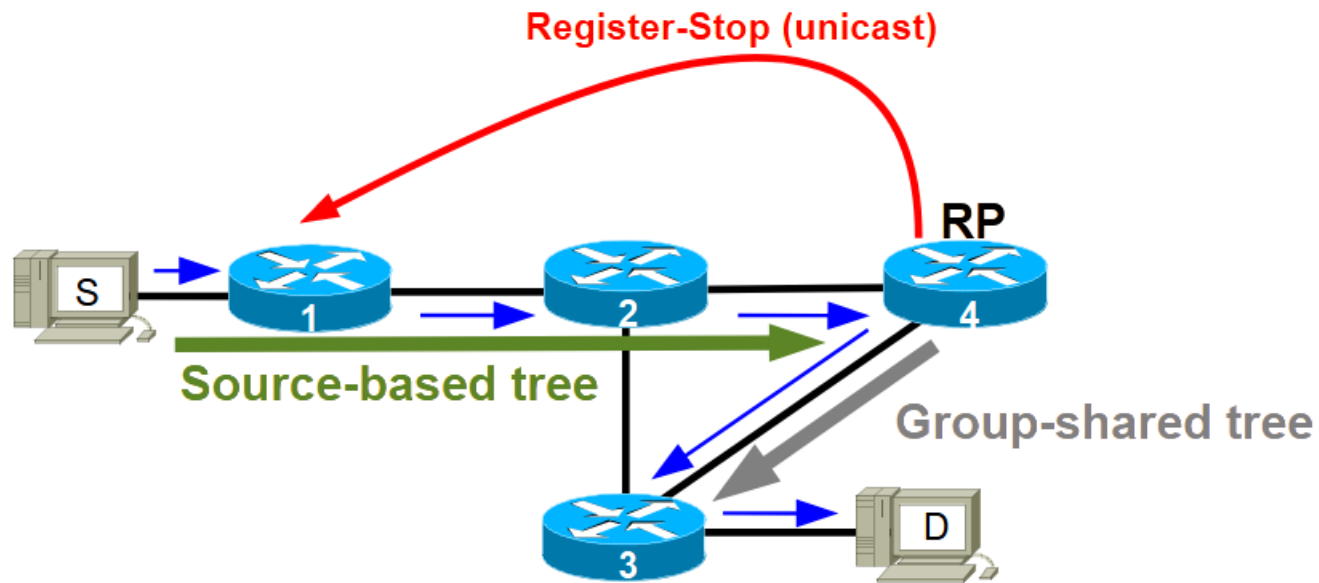 Register-Stop (unicast)
RP
S
1
2
4
Source-based tree
Group-shared tree
3
D